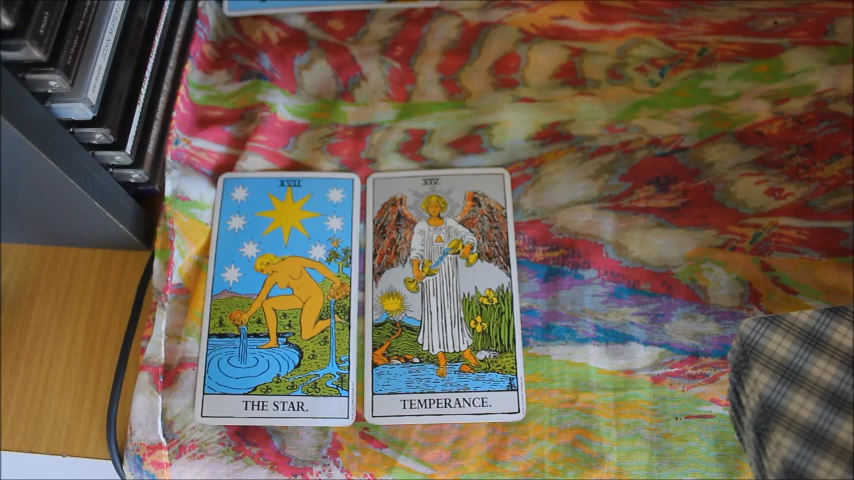 XVII
THE STAR.
XIV
TEMPERANCE.